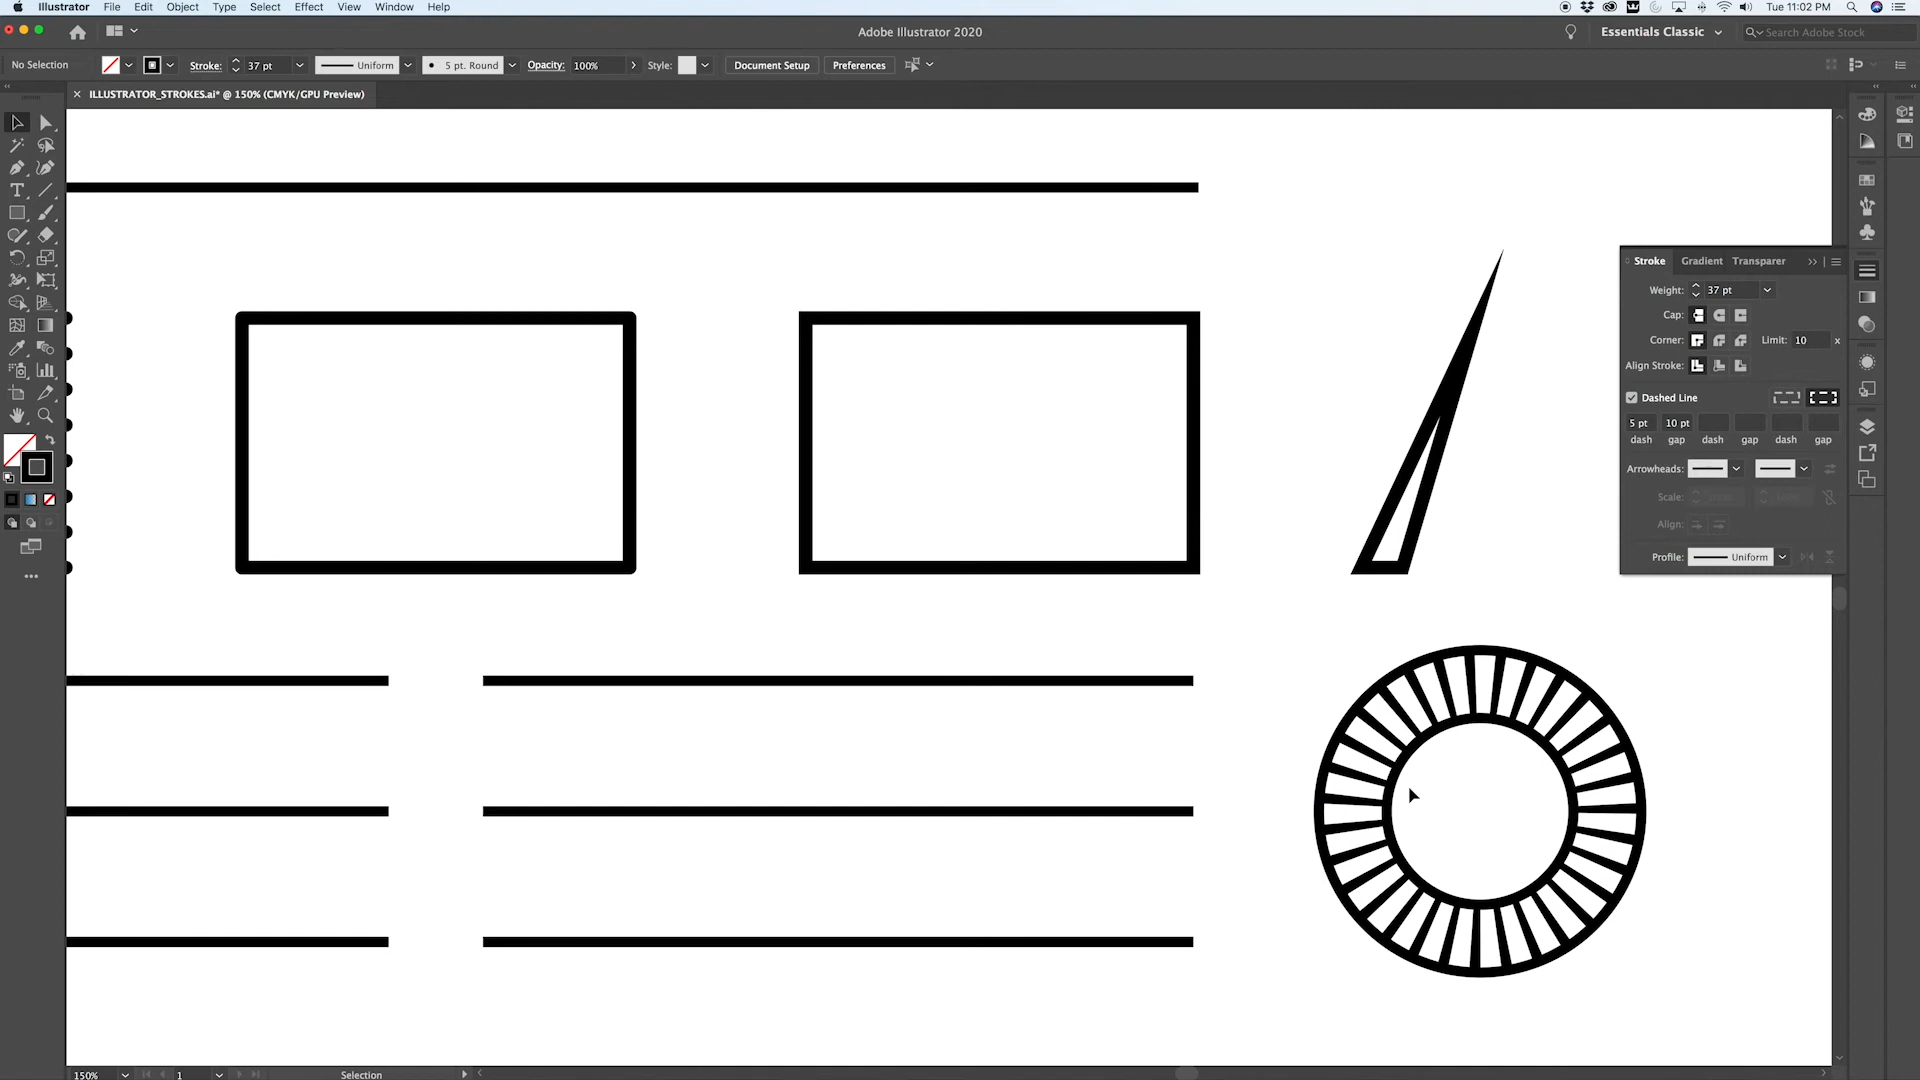 Illustrator File Edit Object Type Select Effect View Window Help Tue 11:02 PM
Adobe Illustrator 2020 Essentials Classic Search Adobe Stock
No Selection Stroke: 37 pt Uniform 5 pt. Round Opacity: 100% Style: Document Setup Preferences
× ILLUSTRATOR_STROKES.ai* @ 150% (CMYK/GPU Preview)
Stroke Gradient Transparer
Weight: 37 pt
Cap:
Corner: Limit: 10 x
Align Stroke:
Dashed Line
5 pt 10 pt
dash gap dash gap dash gap
Arrowheads:
Scale:
Align:
Profile: Uniform
150% 1 Selection